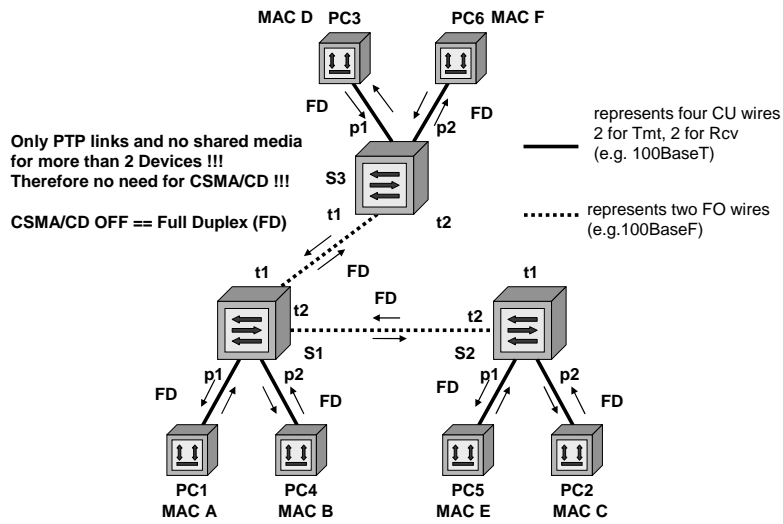 MAC D PC3 PC6 MAC F
FD FD
p1 p2
Only PTP links and no shared media
for more than 2 Devices !!!
Therefore no need for CSMA/CD !!!
CSMA/CD OFF == Full Duplex (FD)
represents four CU wires
2 for Tmt, 2 for Rcv
(e.g. 100BaseT)
S3
t1 t2
represents two FO wires
(e.g.100BaseF)
FD
t1 t1
FD
t2 t2
S1 S2
p1 p2 p1 p2
FD FD FD FD
PC1 PC4 PC5 PC2
MAC A MAC B MAC E MAC C